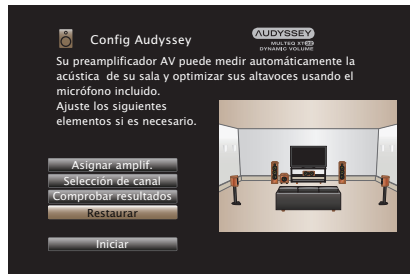 Config Audyssey
AUDYSSEY
MULTEQ XT32
DYNAMIC VOLUME
Su preamplificador AV puede medir automáticamente la
acústica de su sala y optimizar sus altavoces usando el
micrófono incluido.
Ajuste los siguientes
elementos si es necesario.
Asignar amplif.
Selección de canal
Comprobar resultados
Restaurar
Iniciar